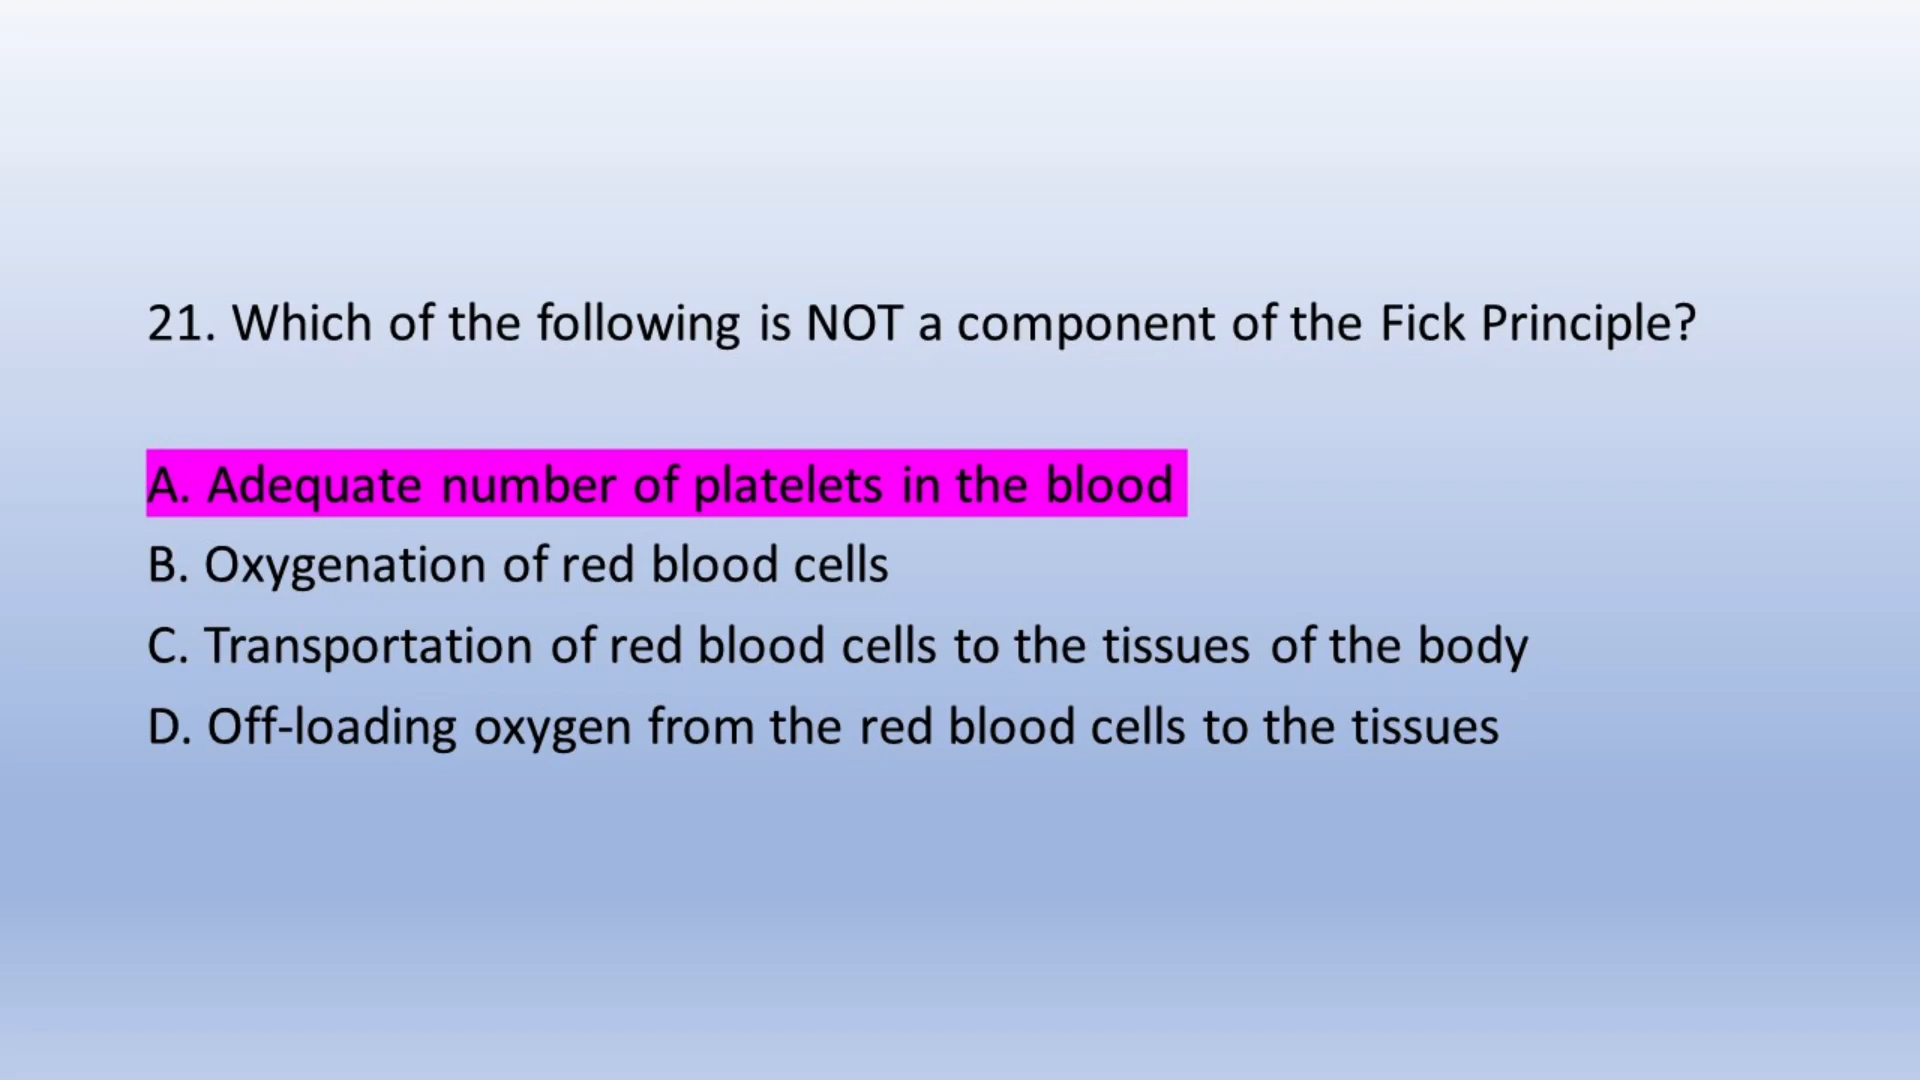 21. Which of the following is NOT a component of the Fick Principle?
A. Adequate number of platelets in the blood
B. Oxygenation of red blood cells
C. Transportation of red blood cells to the tissues of the body
D. Off-loading oxygen from the red blood cells to the tissues